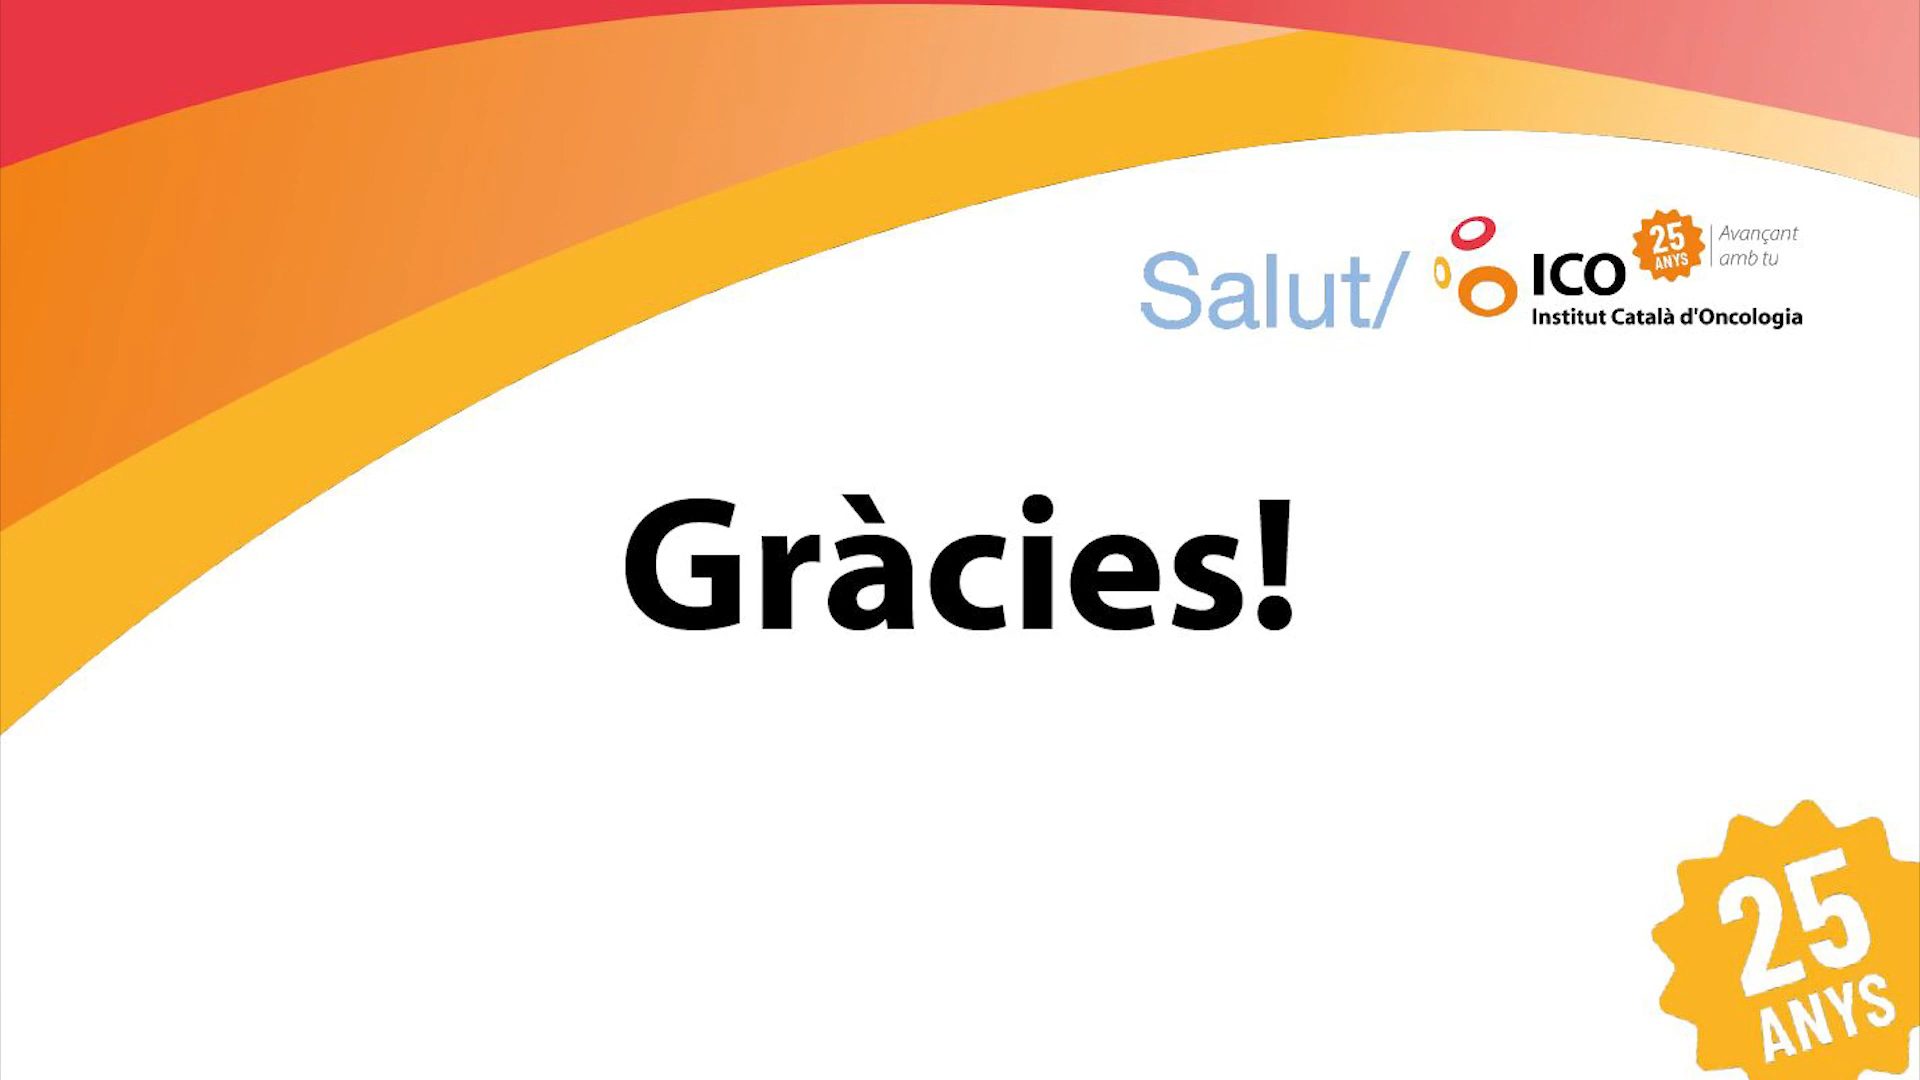 Salut/
ICO
25
ANYS
Avançant
amb tu
Institut Català d'Oncologia
Gràcies!
25
ANYS